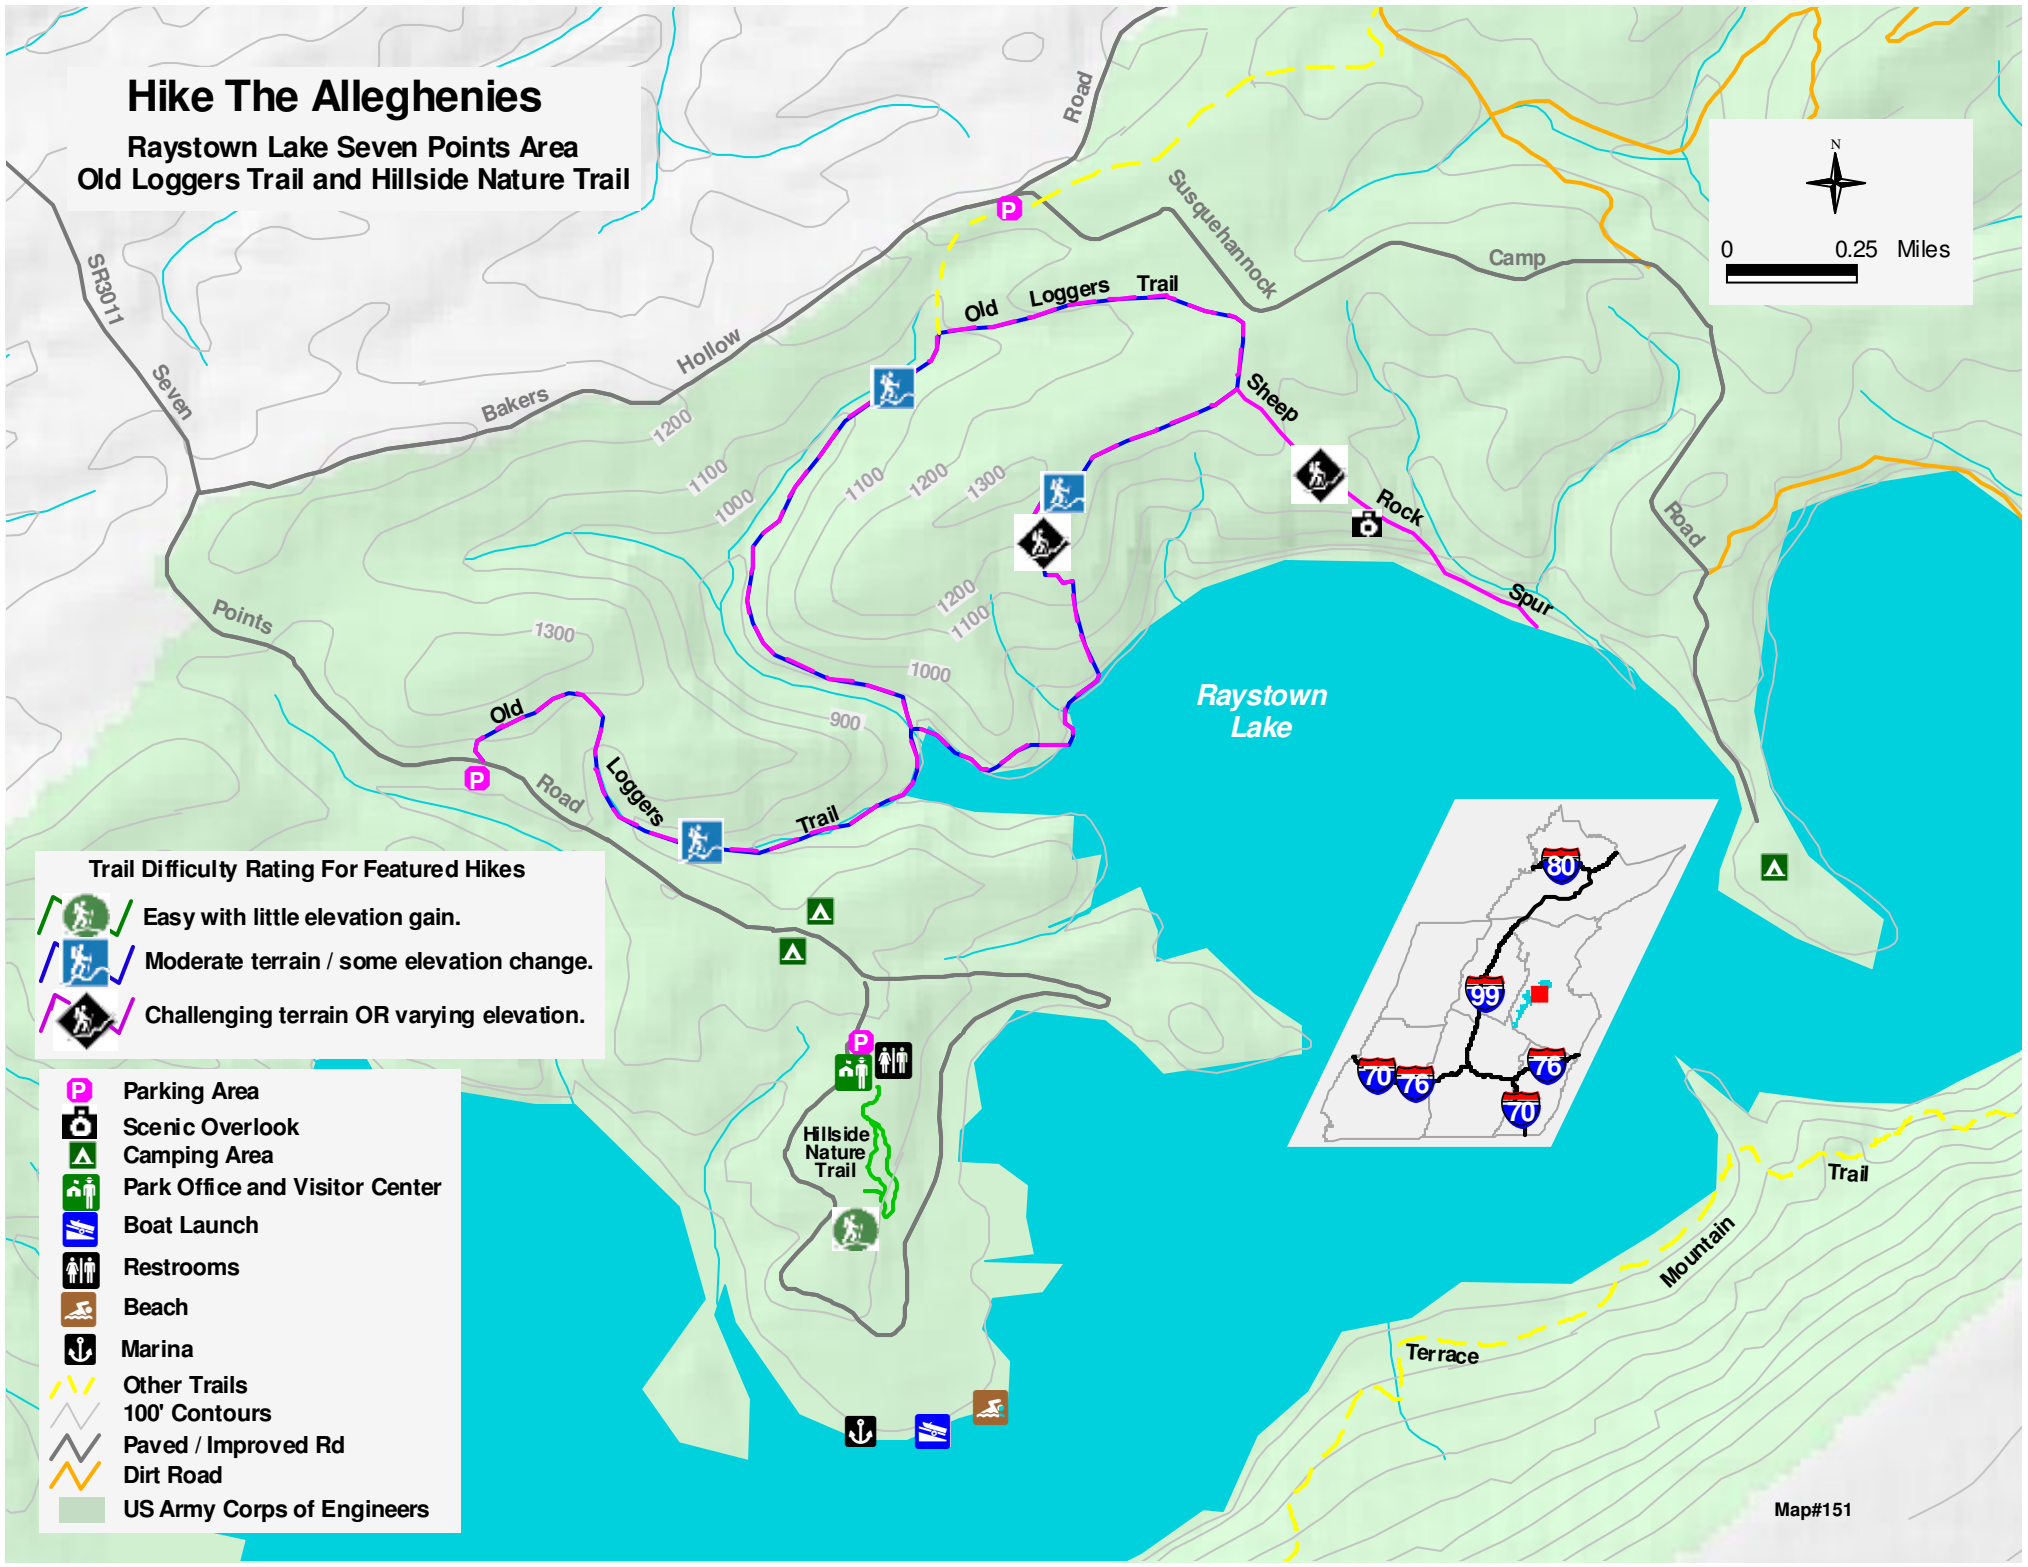 Hike The Alleghenies
Raystown Lake Seven Points Area
Old Loggers Trail and Hillside Nature Trail
Road
N
0 0.25 Miles
SR3011
Seven
Susquehannock
Camp
Road
Old Loggers Trail
Bakers
Hollow
Sheep
Rock
Spur
1200
1100
1000
1100
1200
1300
1200
1100
1000
900
1300
Points
Road
Old
Loggers
Trail
P
P
Raystown
Lake
80
99
70
76
76
70
Trail Difficulty Rating For Featured Hikes
Easy with little elevation gain.
Moderate terrain / some elevation change.
Challenging terrain OR varying elevation.
P
Hillside
Nature
Trail
P Parking Area
Scenic Overlook
Camping Area
Park Office and Visitor Center
Boat Launch
Restrooms
Beach
Marina
Other Trails
100' Contours
Paved / Improved Rd
Dirt Road
US Army Corps of Engineers
Terrace
Mountain
Trail
Map#151